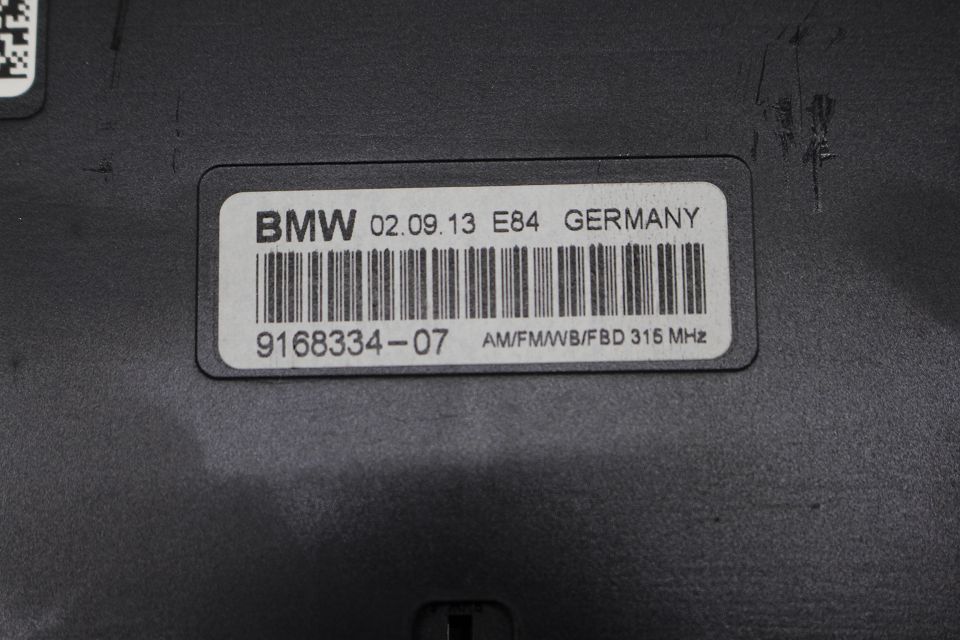 BMW 02.09.13 E84 GERMANY
9168334-07 AM/FM/WB/FBD 315 MHz